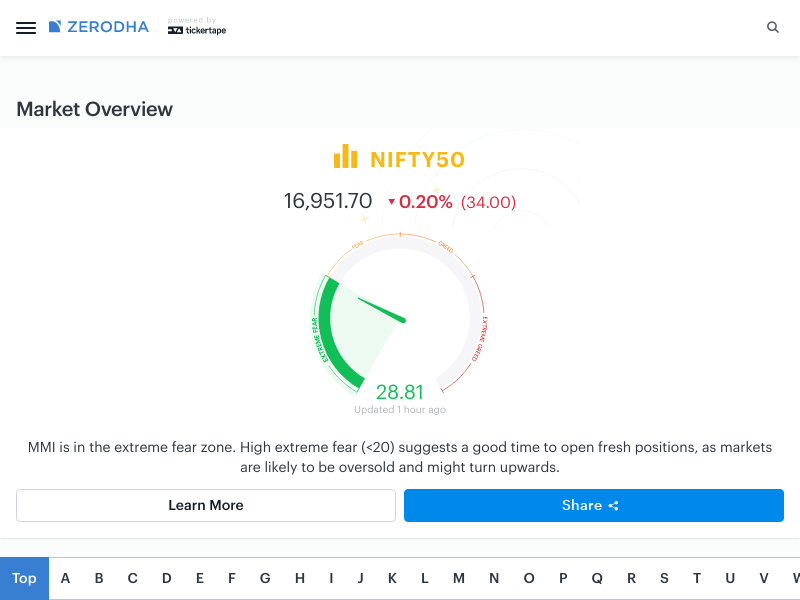 ZERODHA
powered by
tickertape
Market Overview
NIFTY50
16,951.70 ▼ 0.20% (34.00)
FEAR
GREED
EXTREME FEAR
EXTREME GREED
28.81
Updated 1 hour ago
MMI is in the extreme fear zone. High extreme fear (<20) suggests a good time to open fresh positions, as markets
are likely to be oversold and might turn upwards.
Learn More
Share
Top A B C D E F G H I J K L M N O P Q R S T U V W